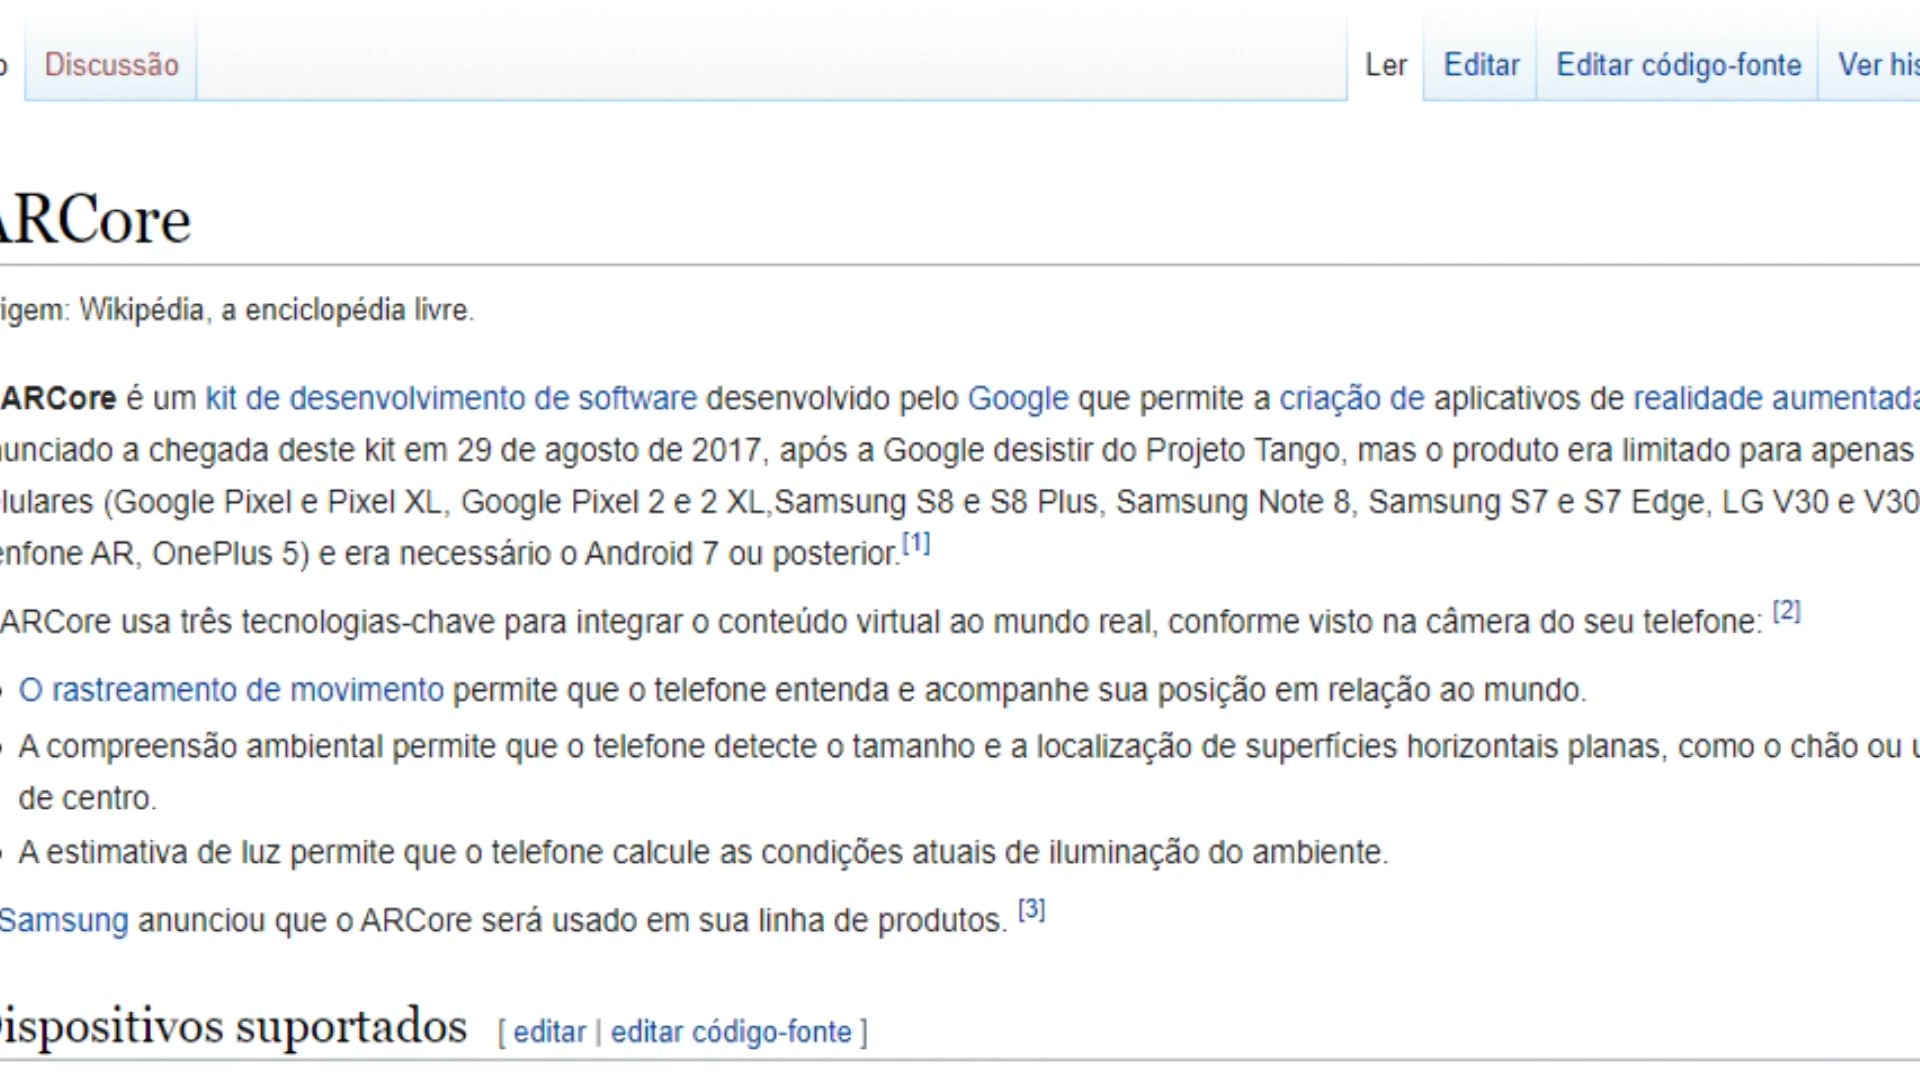 Discussão Ler Editar Editar código-fonte Ver
ARCore
igem: Wikipédia, a enciclopédia livre.
ARCore é um kit de desenvolvimento de software desenvolvido pelo Google que permite a criação de aplicativos de realidade aumentada
unciado a chegada deste kit em 29 de agosto de 2017, após a Google desistir do Projeto Tango, mas o produto era limitado para apenas
lulares (Google Pixel e Pixel XL, Google Pixel 2 e 2 XL,Samsung S8 e S8 Plus, Samsung Note 8, Samsung S7 e S7 Edge, LG V30 e V30
enfone AR, OnePlus 5) e era necessário o Android 7 ou posterior.[1]
ARCore usa três tecnologias-chave para integrar o conteúdo virtual ao mundo real, conforme visto na câmera do seu telefone: [2]
O rastreamento de movimento permite que o telefone entenda e acompanhe sua posição em relação ao mundo.
A compreensão ambiental permite que o telefone detecte o tamanho e a localização de superfícies horizontais planas, como o chão ou
de centro.
A estimativa de luz permite que o telefone calcule as condições atuais de iluminação do ambiente.
Samsung anunciou que o ARCore será usado em sua linha de produtos. [3]
ispositivos suportados [ editar | editar código-fonte ]